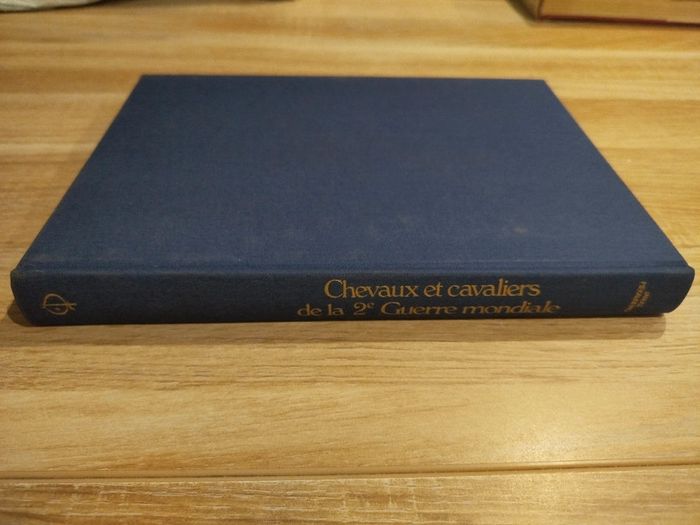 Chevaux et cavaliers
de la 2e Guerre mondiale